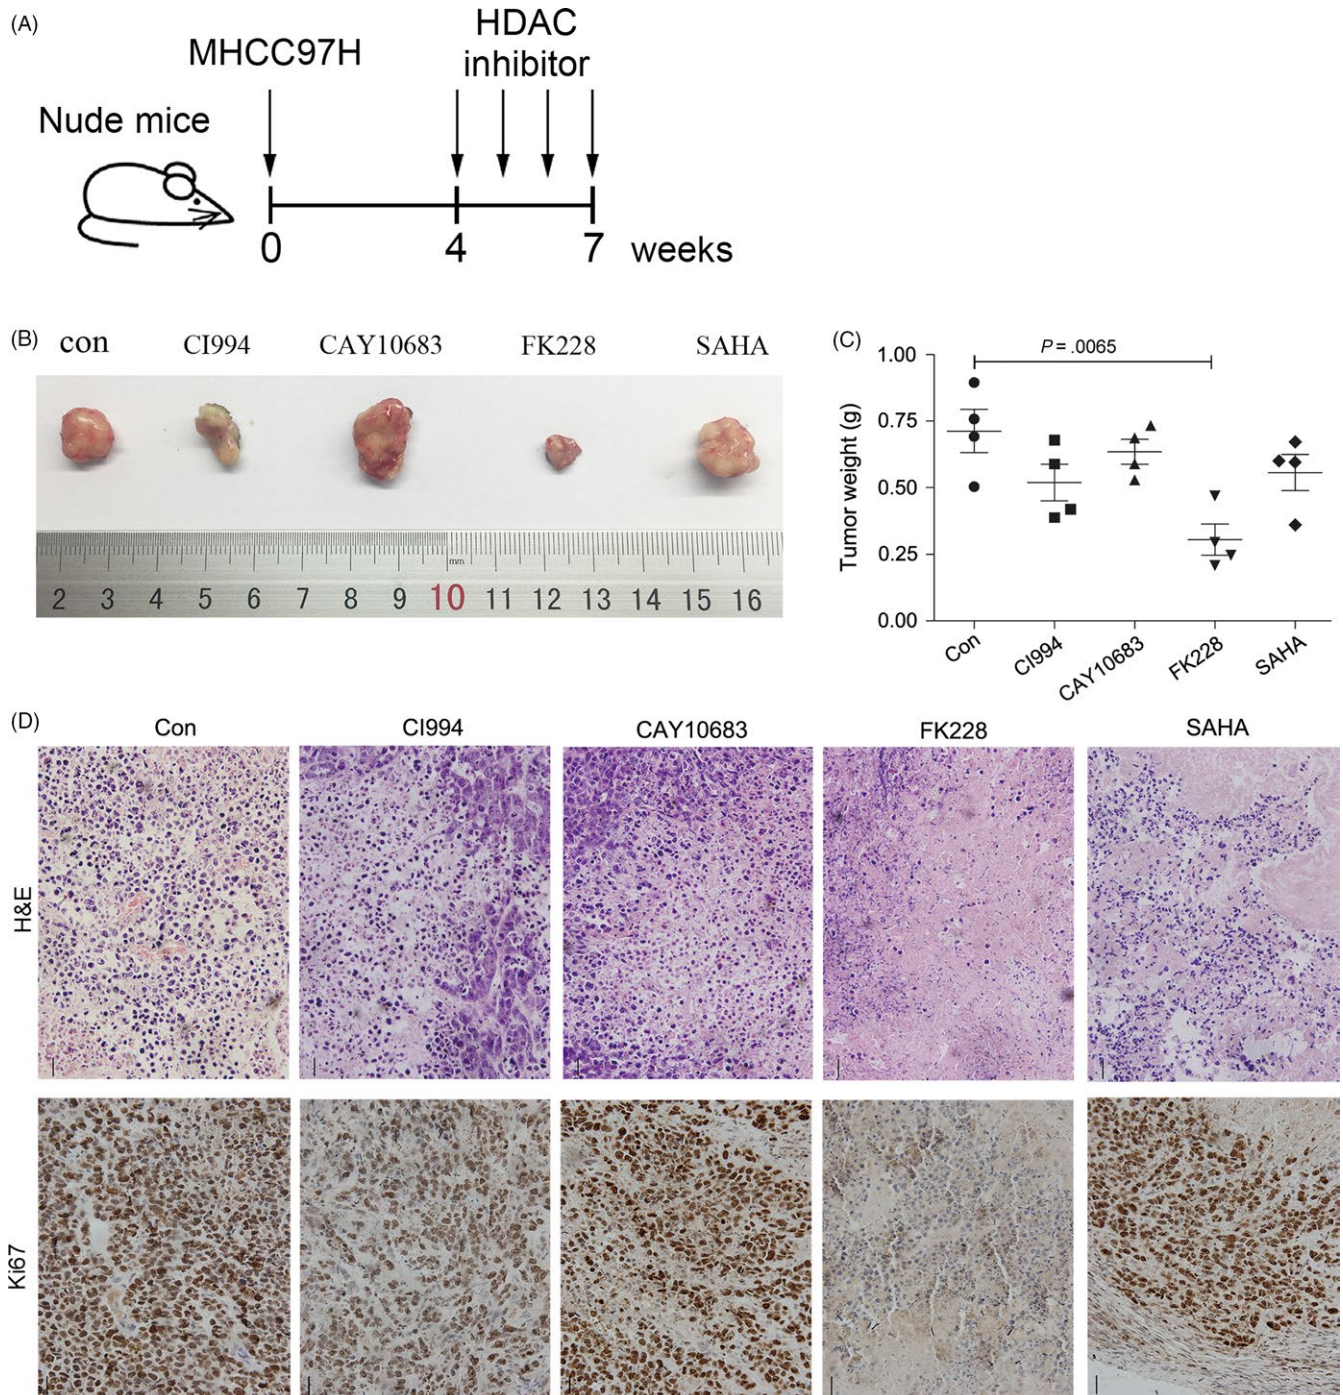 (A)
MHCC97H
HDAC
inhibitor
Nude mice
0 4 7 weeks
(B)
con CI994 CAY10683 FK228 SAHA
mm
2 3 4 5 6 7 8 9 10 11 12 13 14 15 16
(C)
P = .0065
Tumor weight (g)
1.00
0.75
0.50
0.25
0.00
Con CI994 CAY10683 FK228 SAHA
(D)
Con CI994 CAY10683 FK228 SAHA
H&E
Ki67